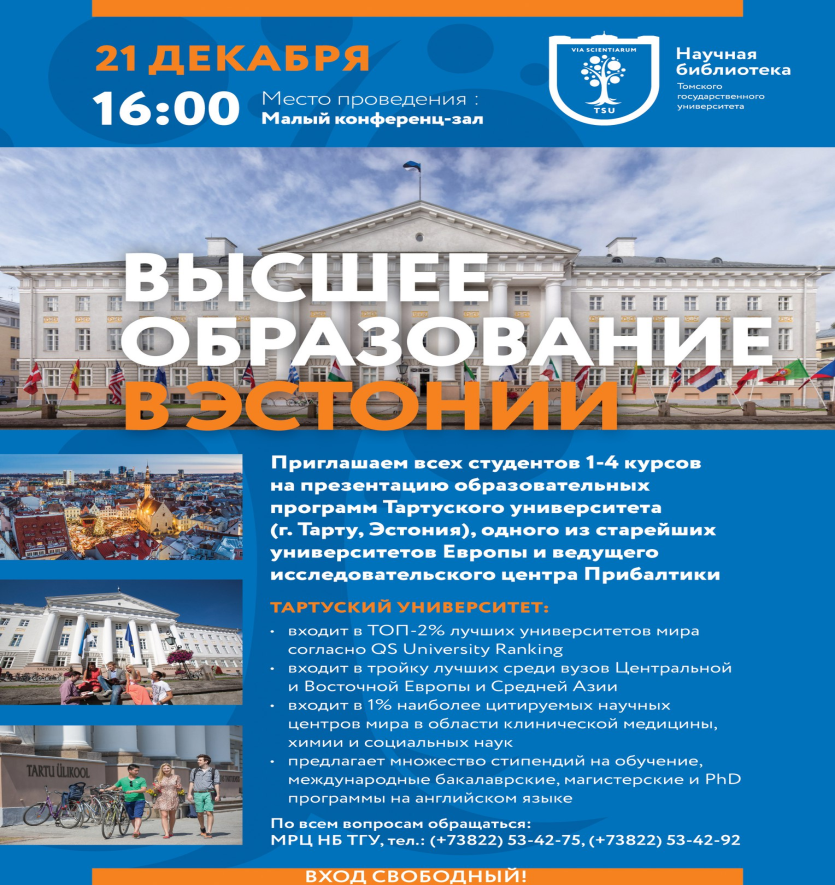 21 ДЕКАБРЯ
16:00
Место проведения :
Малый конференц-зал
VIA SCIENTIARUM
TSU
Научная
библиотека
Томского
государственного
университета
ВЫСШЕЕ
ОБРАЗОВАНИЕ
В ЭСТОНИИ
Приглашаем всех студентов 1-4 курсов
на презентацию образовательных
программ Тартуского университета
(г. Тарту, Эстония), одного из старейших
университетов Европы и ведущего
исследовательского центра Прибалтики
ТАРТУСКИЙ УНИВЕРСИТЕТ:
• входит в ТОП-2% лучших университетов мира
согласно QS University Ranking
• входит в тройку лучших среди вузов Центральной
и Восточной Европы и Средней Азии
• входит в 1% наиболее цитируемых научных
центров мира в области клинической медицины,
химии и социальных наук
• предлагает множество стипендий на обучение,
международные бакалаврские, магистерские и PhD
программы на английском языке
TARTU ÜLIKOOL
По всем вопросам обращаться:
МРЦ НБ ТГУ, тел.: (+73822) 53-42-75, (+73822) 53-42-92
ВХОД СВОБОДНЫЙ!